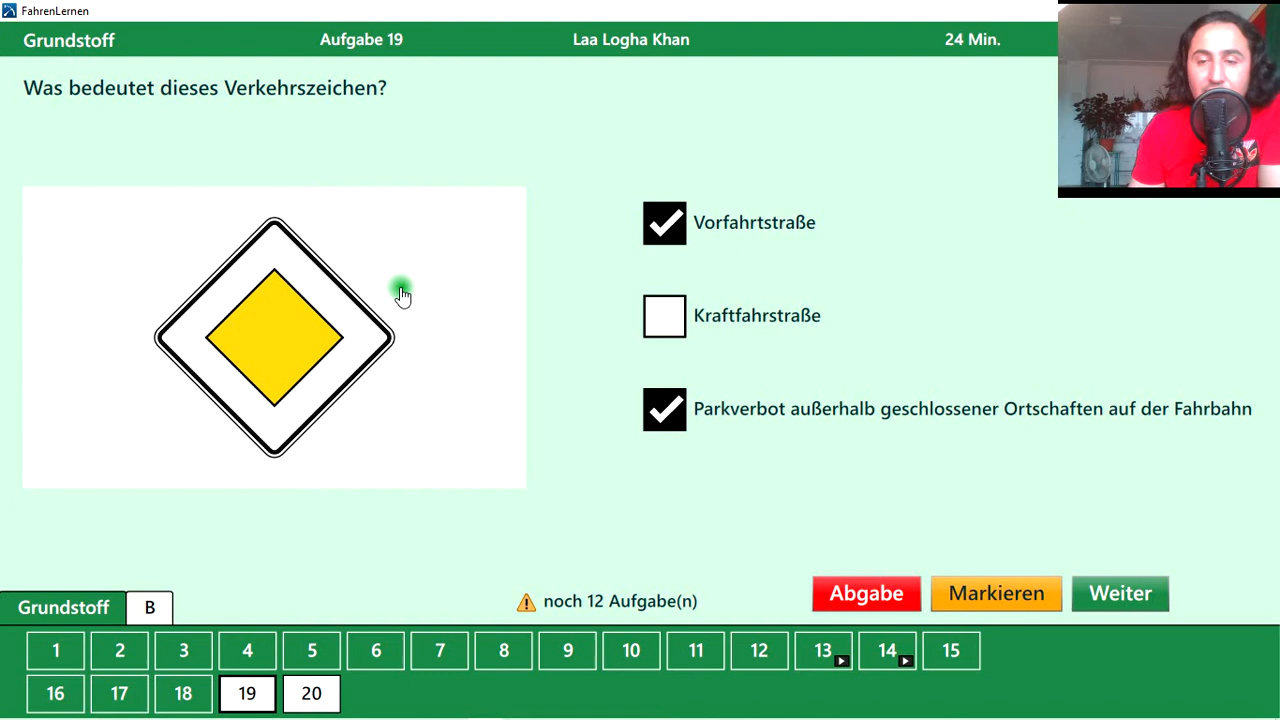 FahrenLernen
Grundstoff Aufgabe 19 Laa Logha Khan 24 Min.
Was bedeutet dieses Verkehrszeichen?
Vorfahrtstraße
Kraftfahrstraße
Parkverbot außerhalb geschlossener Ortschaften auf der Fahrbahn
Grundstoff B noch 12 Aufgabe(n) Abgabe Markieren Weiter
1 2 3 4 5 6 7 8 9 10 11 12 13 14 15
16 17 18 19 20